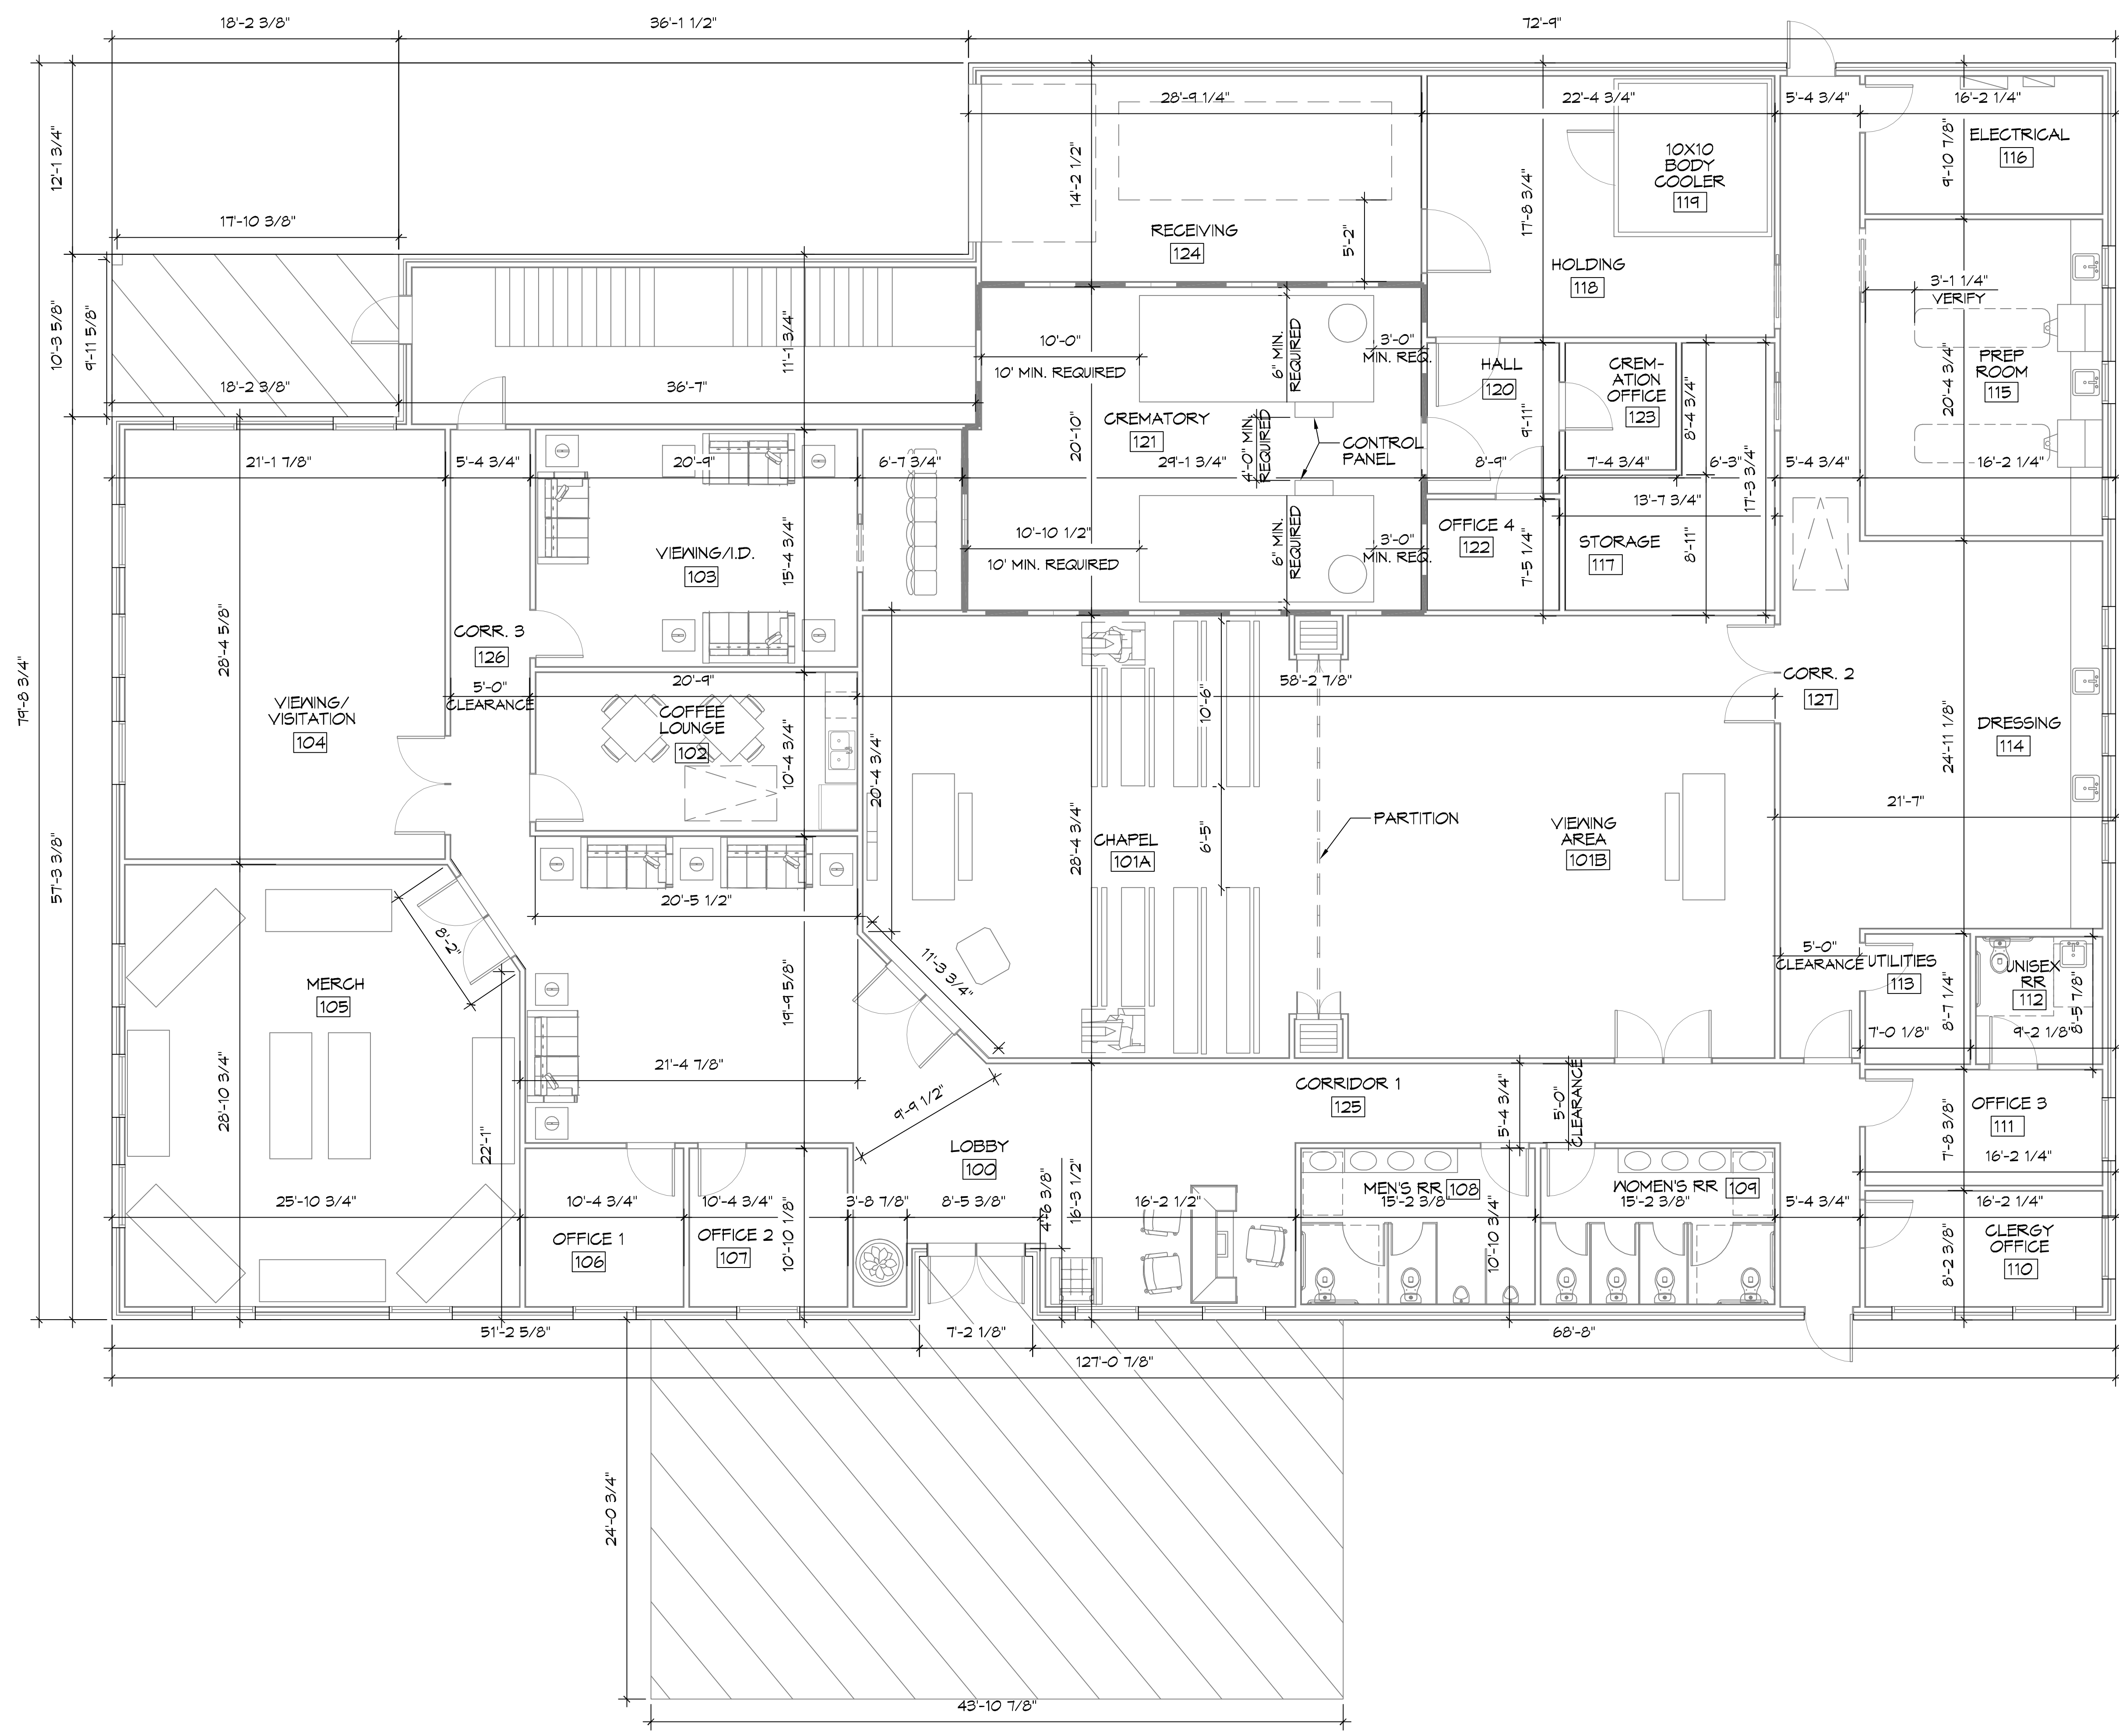 18'-2 3/8"
36'-1 1/2"
72'-9"
28'-9 1/4"
22'-4 3/4"
5'-4 3/4"
16'-2 1/4"
12'-1 3/4"
14'-2 1/2"
17'-8 3/4"
9'-10 7/8"
ELECTRICAL
116
10X10
BODY
COOLER
119
17'-10 3/8"
RECEIVING
124
5'-2"
HOLDING
118
10'-3 5/8"
9'-11 5/8"
11'-1 3/4"
3'-1 1/4"
VERIFY
10'-0"
10' MIN. REQUIRED
6" MIN.
REQUIRED
3'-0"
MIN. REQ.
HALL
120
CREM-
ATION
OFFICE
123
8'-4 3/4"
PREP
ROOM
115
20'-4 3/4"
18'-2 3/8"
36'-7"
CREMATORY
121
20'-10"
4'-0" MIN.
REQUIRED
CONTROL
PANEL
9'-11"
21'-1 7/8"
5'-4 3/4"
20'-9"
6'-7 3/4"
29'-1 3/4"
8'-9"
7'-4 3/4"
6'-3"
17'-3 3/4"
5'-4 3/4"
16'-2 1/4"
13'-7 3/4"
10'-10 1/2"
10' MIN. REQUIRED
6" MIN.
REQUIRED
3'-0"
MIN. REQ.
OFFICE 4
122
7'-5 1/4"
STORAGE
117
8'-11"
VIEWING/I.D.
103
15'-4 3/4"
28'-4 5/8"
CORR. 3
126
5'-0"
CLEARANCE
20'-9"
58'-2 7/8"
CORR. 2
127
79'-8 3/4"
VIEWING/
VISITATION
104
COFFEE
LOUNGE
102
10'-4 3/4"
20'-4 3/4"
10'-6"
DRESSING
114
24'-11 1/8"
21'-7"
57'-3 3/8"
CHAPEL
101A
28'-4 3/4"
6'-5"
PARTITION
VIEWING
AREA
101B
20'-5 1/2"
8'-2"
11'-3 3/4"
MERCH
105
19'-9 5/8"
5'-0"
CLEARANCE
UTILITIES
113
8'-7 1/4"
UNISEX
RR
112
8'-5 7/8"
7'-0 1/8"
9'-2 1/8"
28'-10 3/4"
21'-4 7/8"
9'-9 1/2"
22'-1"
CORRIDOR 1
125
5'-4 3/4"
5'-0"
CLEARANCE
OFFICE 3
111
7'-8 3/8"
16'-2 1/4"
LOBBY
100
4'-6 3/8"
16'-3 1/2"
MEN'S RR
108
WOMEN'S RR
109
25'-10 3/4"
10'-4 3/4"
10'-4 3/4"
3'-8 7/8"
8'-5 3/8"
16'-2 1/2"
15'-2 3/8"
15'-2 3/8"
5'-4 3/4"
16'-2 1/4"
OFFICE 1
106
OFFICE 2
107
10'-10 1/8"
10'-10 3/4"
8'-2 3/8"
CLERGY
OFFICE
110
51'-2 5/8"
7'-2 1/8"
68'-8"
127'-0 7/8"
24'-0 3/4"
43'-10 7/8"